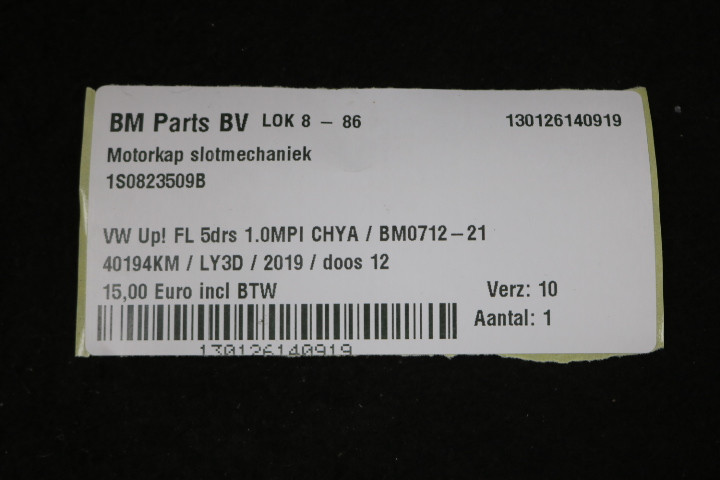 BM Parts BV LOK 8 – 86 130126140919
Motorkap slotmechaniek
1S0823509B
VW Up! FL 5drs 1.0MPI CHYA / BM0712–21
40194KM / LY3D / 2019 / doos 12
15,00 Euro incl BTW Verz: 10
Aantal: 1
130126140919